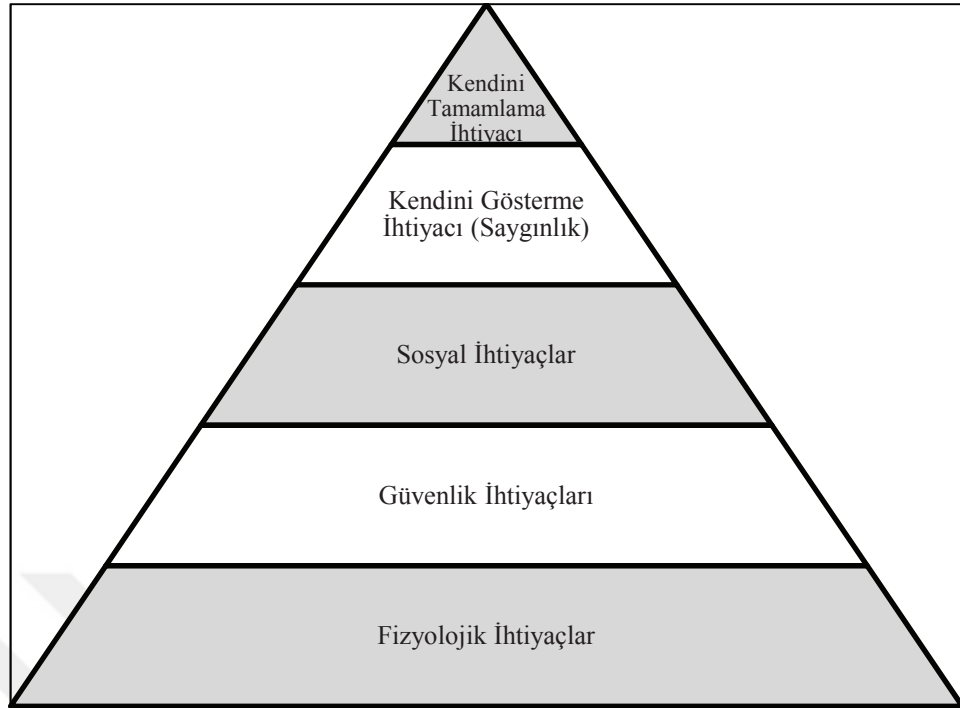 Kendini
Tamamlama
İhtiyacı
Kendini Gösterme
İhtiyacı (Saygınlık)
Sosyal İhtiyaçlar
Güvenlik İhtiyaçları
Fizyolojik İhtiyaçlar